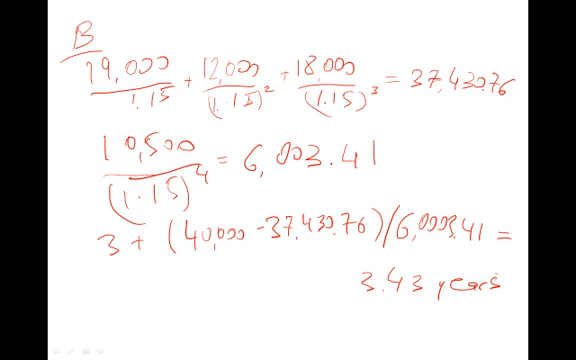 B
19,000/1.15 + 12,000/(1.15)^2 + 18,000/(1.15)^3 = 37,430.76
10,500/(1.15)^4 = 6,003.41
3 + (40,000 - 37,430.76)/6,0003.41 =
3.43 years